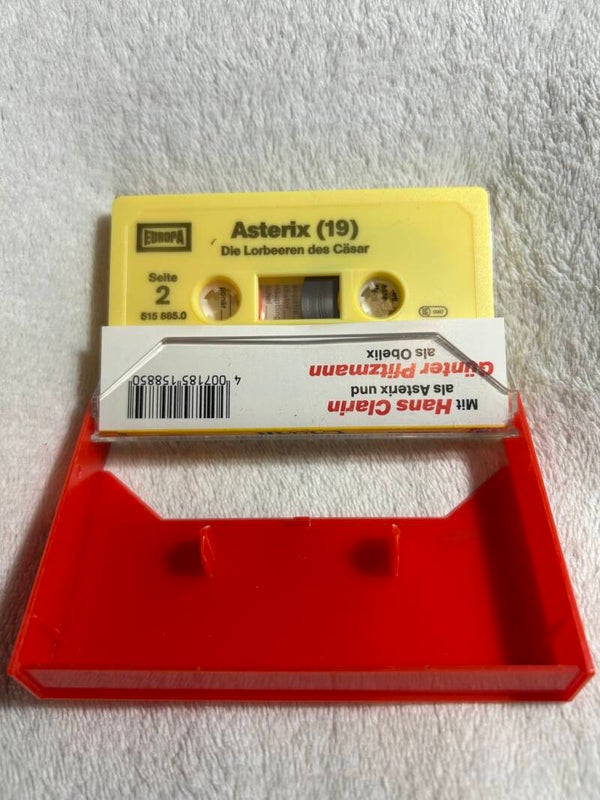 EUROPA
Asterix (19)
Die Lorbeeren des Cäsar
Seite
2
515 885.0
Mit Hans Clarin
als Asterix und
Günter Pfitzmann
als Obelix
4 007185 158850